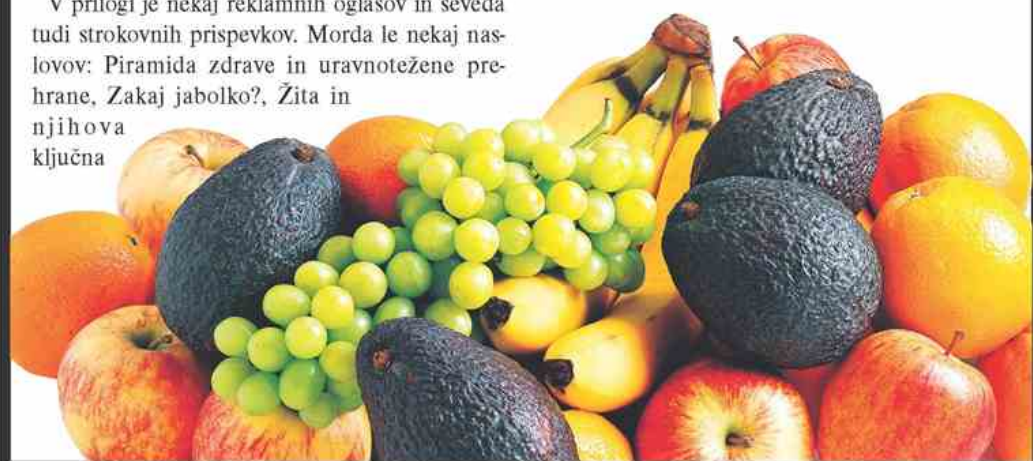 V prilogi je nekaj reklamnih oglasov in seveda
tudi strokovnih prispevkov. Morda le nekaj nas-
lovov: Piramida zdrave in uravnotežene pre-
hrane, Zakaj jabolko?, Žita in
njihova
ključna